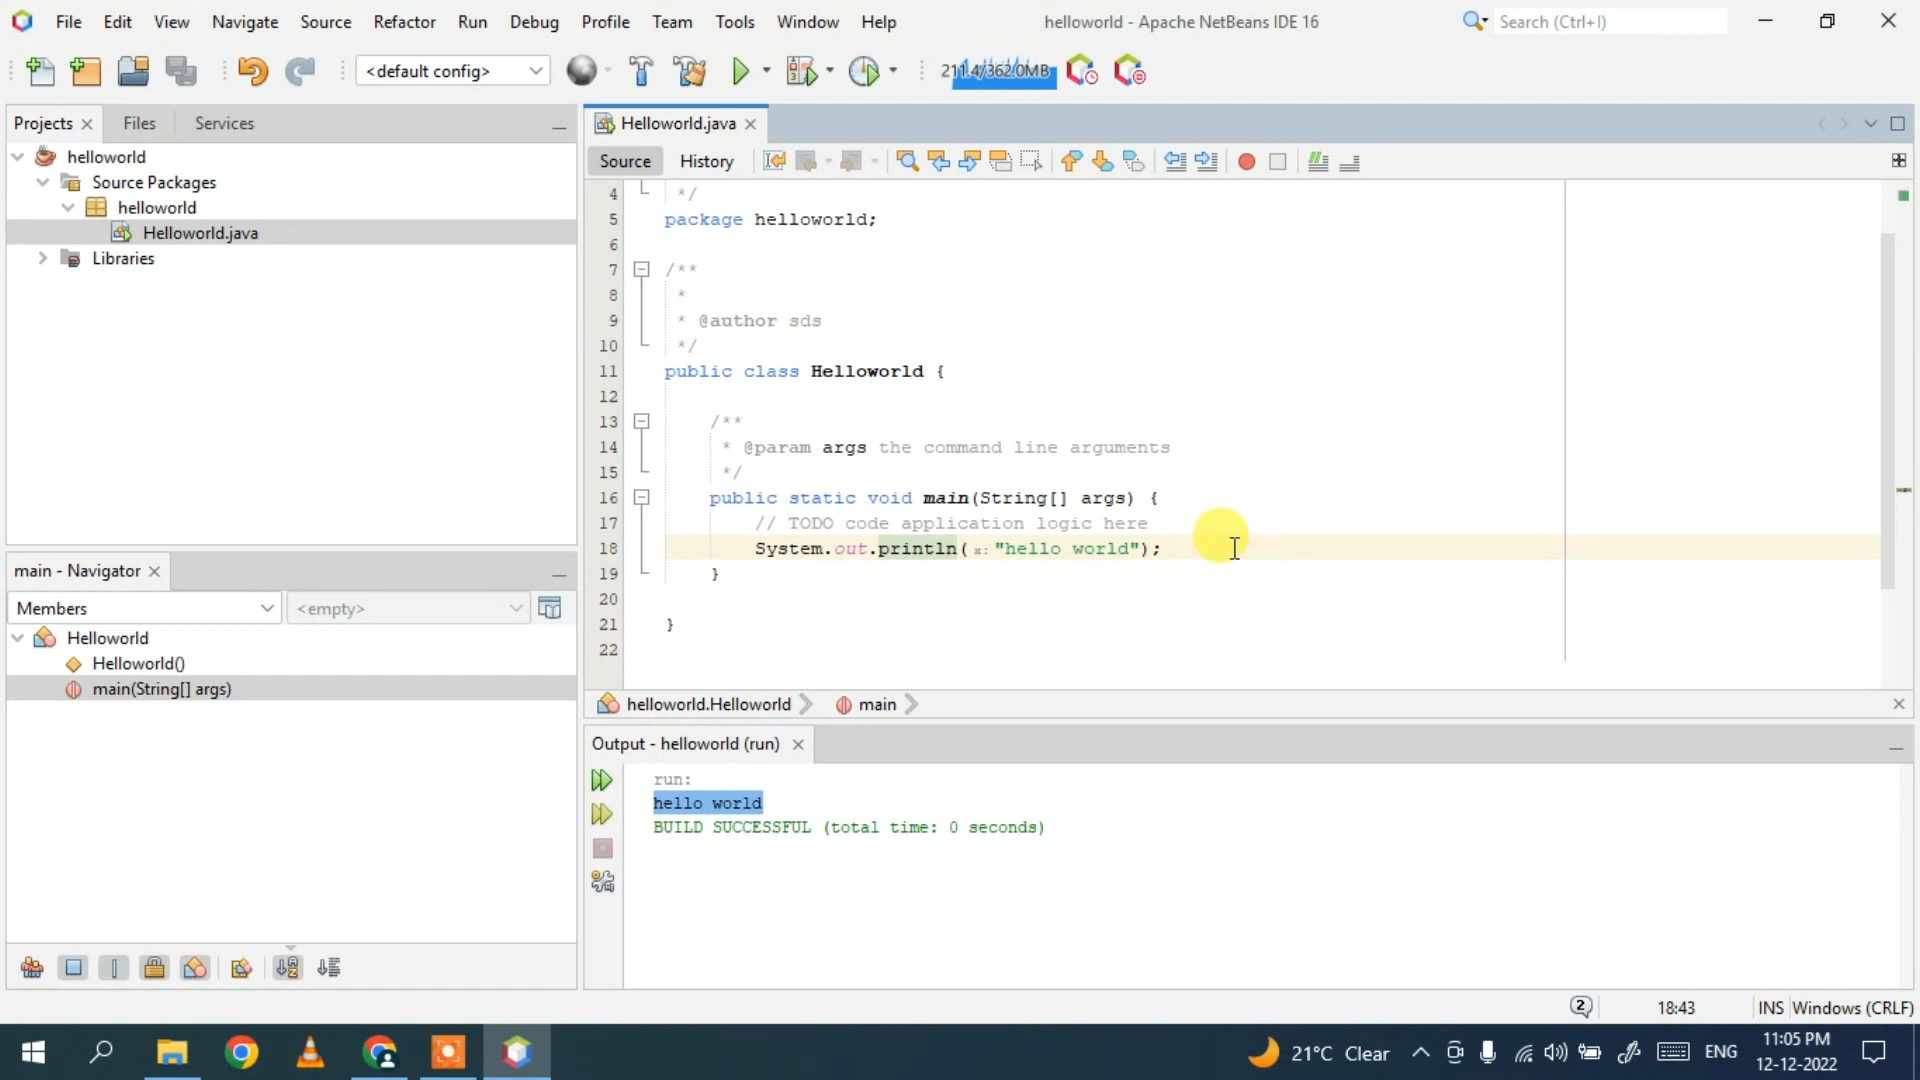 File Edit View Navigate Source Refactor Run Debug Profile Team Tools Window Help helloworld - Apache NetBeans IDE 16 Search (Ctrl+I)
<default config> 211.4/362.0MB
Projects Files Services
helloworld
Source Packages
helloworld
Helloworld.java
Libraries
main - Navigator
Members <empty>
Helloworld
Helloworld()
main(String[] args)
Helloworld.java
Source History
4 */
5 package helloworld;
6
7 /**
8 *
9 * @author sds
10 */
11 public class Helloworld {
12
13 /**
14 * @param args the command line arguments
15 */
16 public static void main(String[] args) {
17 // TODO code application logic here
18 System.out.println( x: "hello world");
19 }
20
21 }
22
helloworld.Helloworld main
Output - helloworld (run)
run:
hello world
BUILD SUCCESSFUL (total time: 0 seconds)
2 18:43 INS Windows (CRLF)
21°C Clear ENG 11:05 PM
12-12-2022